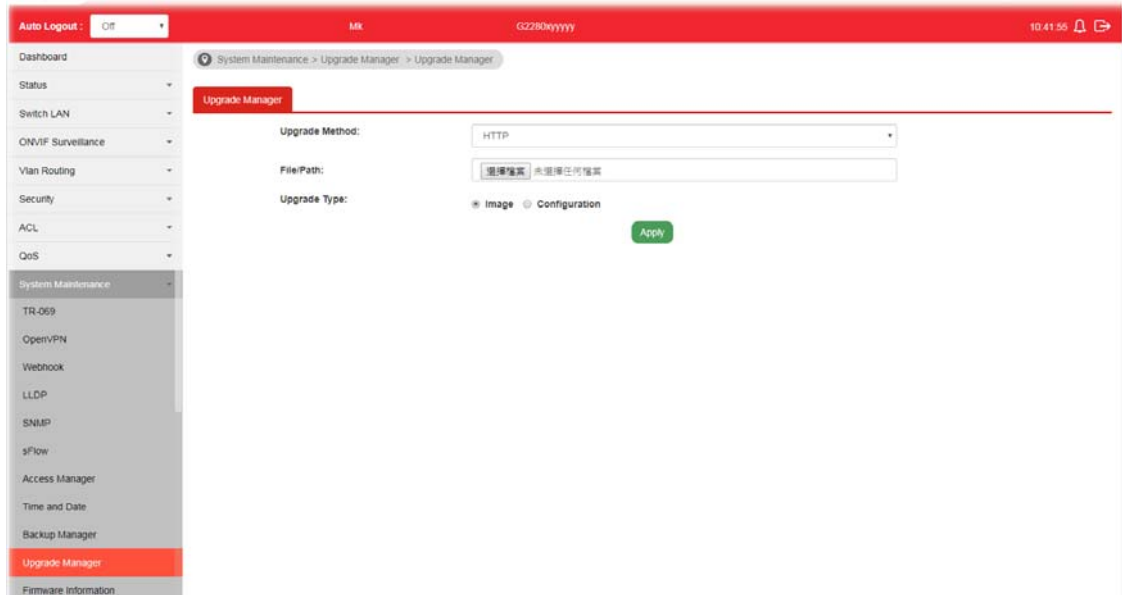 Auto Logout : Off Mk G2280xyyyyy 10:41:55
Dashboard
Status
Switch LAN
ONVIF Surveillance
Vlan Routing
Security
ACL
QoS
System Maintenance
TR-069
OpenVPN
Webhook
LLDP
SNMP
sFlow
Access Manager
Time and Date
Backup Manager
Upgrade Manager
Firmware Information
System Maintenance > Upgrade Manager > Upgrade Manager
Upgrade Manager
Upgrade Method: HTTP
File/Path: 選擇檔案 未選擇任何檔案
Upgrade Type: Image Configuration
Apply